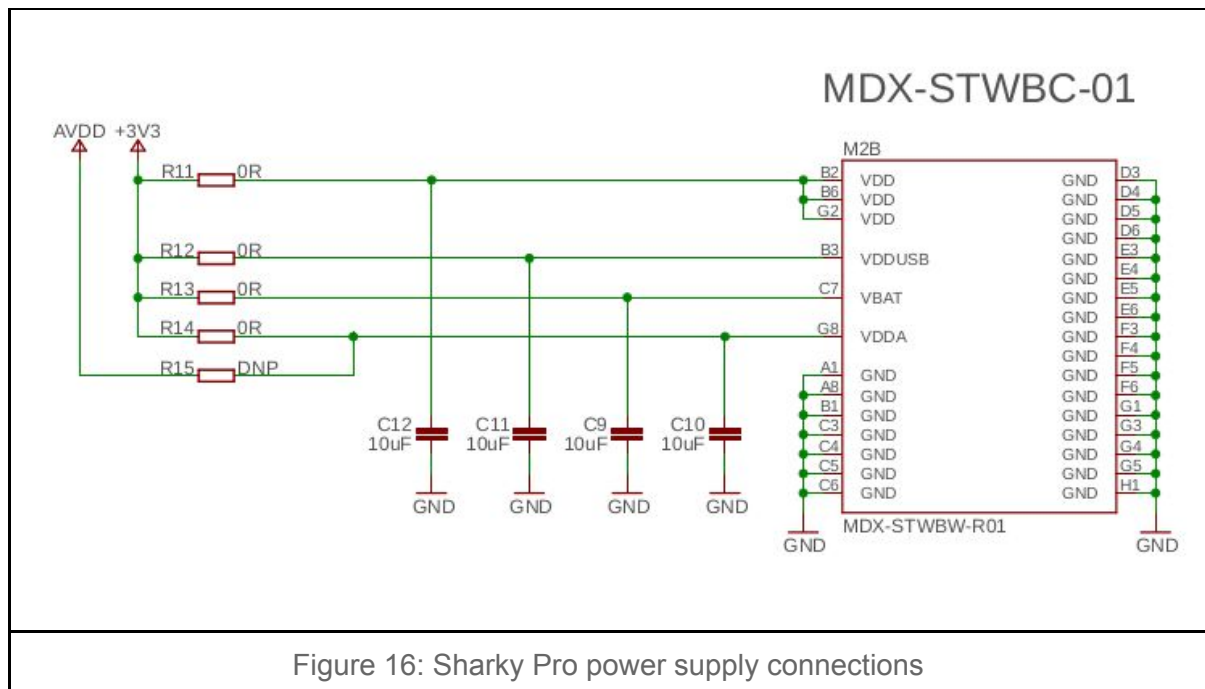 MDX-STWBC-01
AVDD +3V3
M2B
R11 0R
R12 0R
R13 0R
R14 0R
R15 DNP
C12 10uF
C11 10uF
C9 10uF
C10 10uF
GND GND GND GND
B2 VDD GND D3
B6 VDD GND D4
G2 VDD GND D5
GND D6
B3 VDDUSB GND E3
GND E4
C7 VBAT GND E5
GND E6
G8 VDDA GND F3
GND F4
A1 GND GND F5
A8 GND GND F6
B1 GND GND G1
C3 GND GND G3
C4 GND GND G4
C5 GND GND G5
C6 GND GND H1
MDX-STWBW-R01
GND GND
Figure 16: Sharky Pro power supply connections